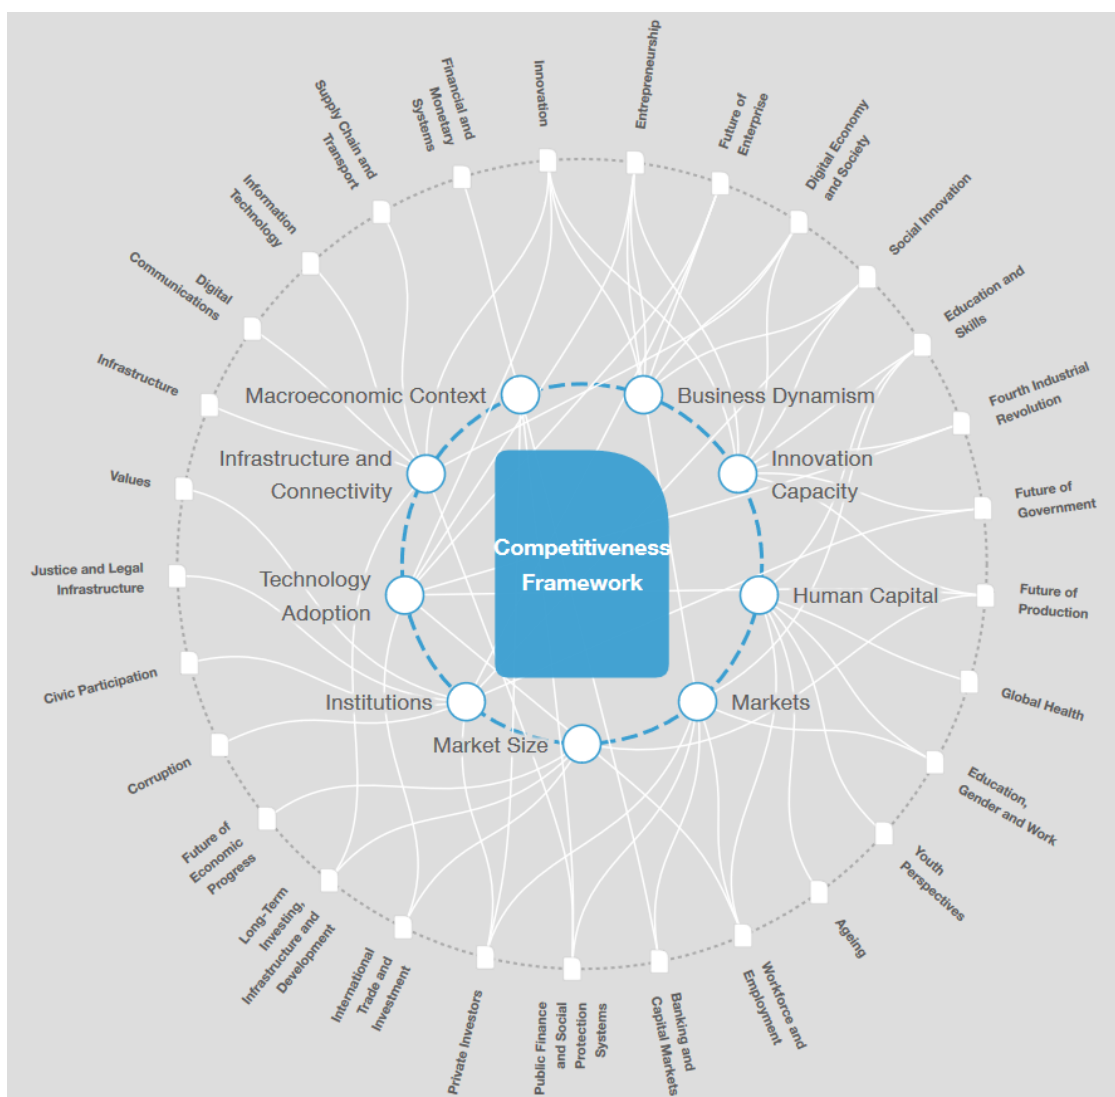 Financial and
Monetary
Systems
Innovation
Entrepreneurship
Future of
Enterprise
Digital Economy
and Society
Social Innovation
Education and
Skills
Fourth Industrial
Revolution
Future of
Government
Future of
Production
Global Health
Education,
Gender and Work
Youth
Perspectives
Ageing
Workforce and
Employment
Banking and
Capital Markets
Public Finance
and Social
Protection
Systems
Private Investors
International
Trade and
Investment
Long-Term
Investing,
Infrastructure and
Development
Future of
Economic
Progress
Corruption
Civic Participation
Justice and Legal
Infrastructure
Values
Infrastructure
Digital
Communications
Information
Technology
Supply Chain and
Transport
Macroeconomic Context
Business Dynamism
Infrastructure and
Connectivity
Innovation
Capacity
Competitiveness
Framework
Technology
Adoption
Human Capital
Institutions
Markets
Market Size